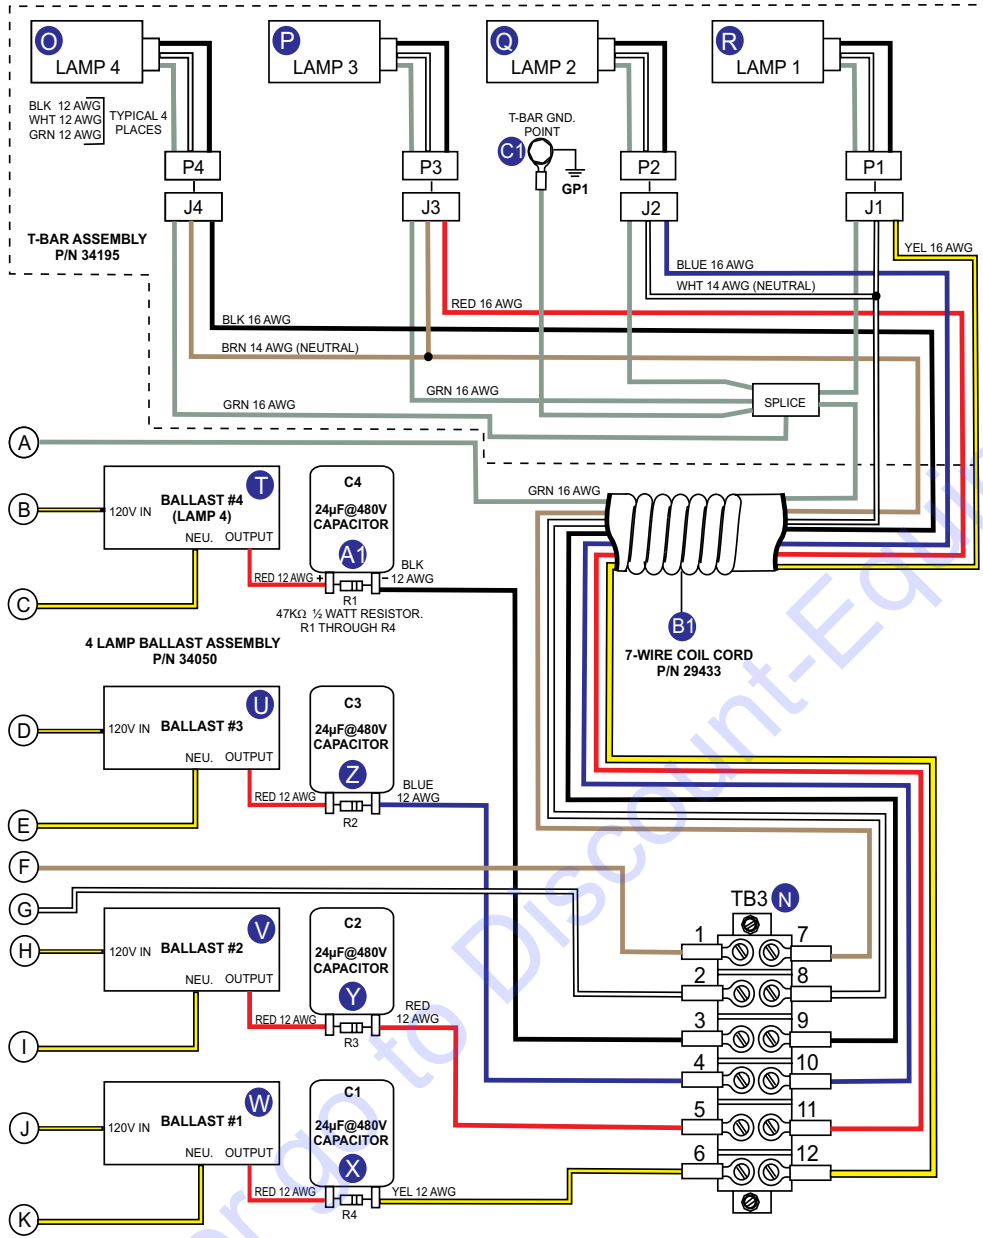 O
LAMP 4
P
LAMP 3
Q
LAMP 2
R
LAMP 1
BLK 12 AWG
WHT 12 AWG
GRN 12 AWG
TYPICAL 4
PLACES
T-BAR GND.
POINT
C1
GP1
P4
P3
P2
P1
J4
J3
J2
J1
T-BAR ASSEMBLY
P/N 34195
YEL 16 AWG
BLUE 16 AWG
WHT 14 AWG (NEUTRAL)
RED 16 AWG
BLK 16 AWG
BRN 14 AWG (NEUTRAL)
GRN 16 AWG
GRN 16 AWG
SPLICE
A
GRN 16 AWG
B
120V IN
BALLAST #4
(LAMP 4)
T
NEU.
OUTPUT
C4
24µF@480V
CAPACITOR
A1
RED 12 AWG
+
–
BLK
12 AWG
R1
47KΩ ½ WATT RESISTOR.
R1 THROUGH R4
C
B1
7-WIRE COIL CORD
P/N 29433
4 LAMP BALLAST ASSEMBLY
P/N 34050
D
120V IN
BALLAST #3
U
NEU.
OUTPUT
C3
24µF@480V
CAPACITOR
Z
RED 12 AWG
BLUE
12 AWG
R2
E
F
G
TB3
N
H
120V IN
BALLAST #2
V
NEU.
OUTPUT
C2
24µF@480V
CAPACITOR
Y
RED 12 AWG
RED
12 AWG
R3
I
1
7
2
8
3
9
4
10
5
11
6
12
J
120V IN
BALLAST #1
W
NEU.
OUTPUT
C1
24µF@480V
CAPACITOR
X
RED 12 AWG
YEL 12 AWG
R4
K
go to Discount-Equip